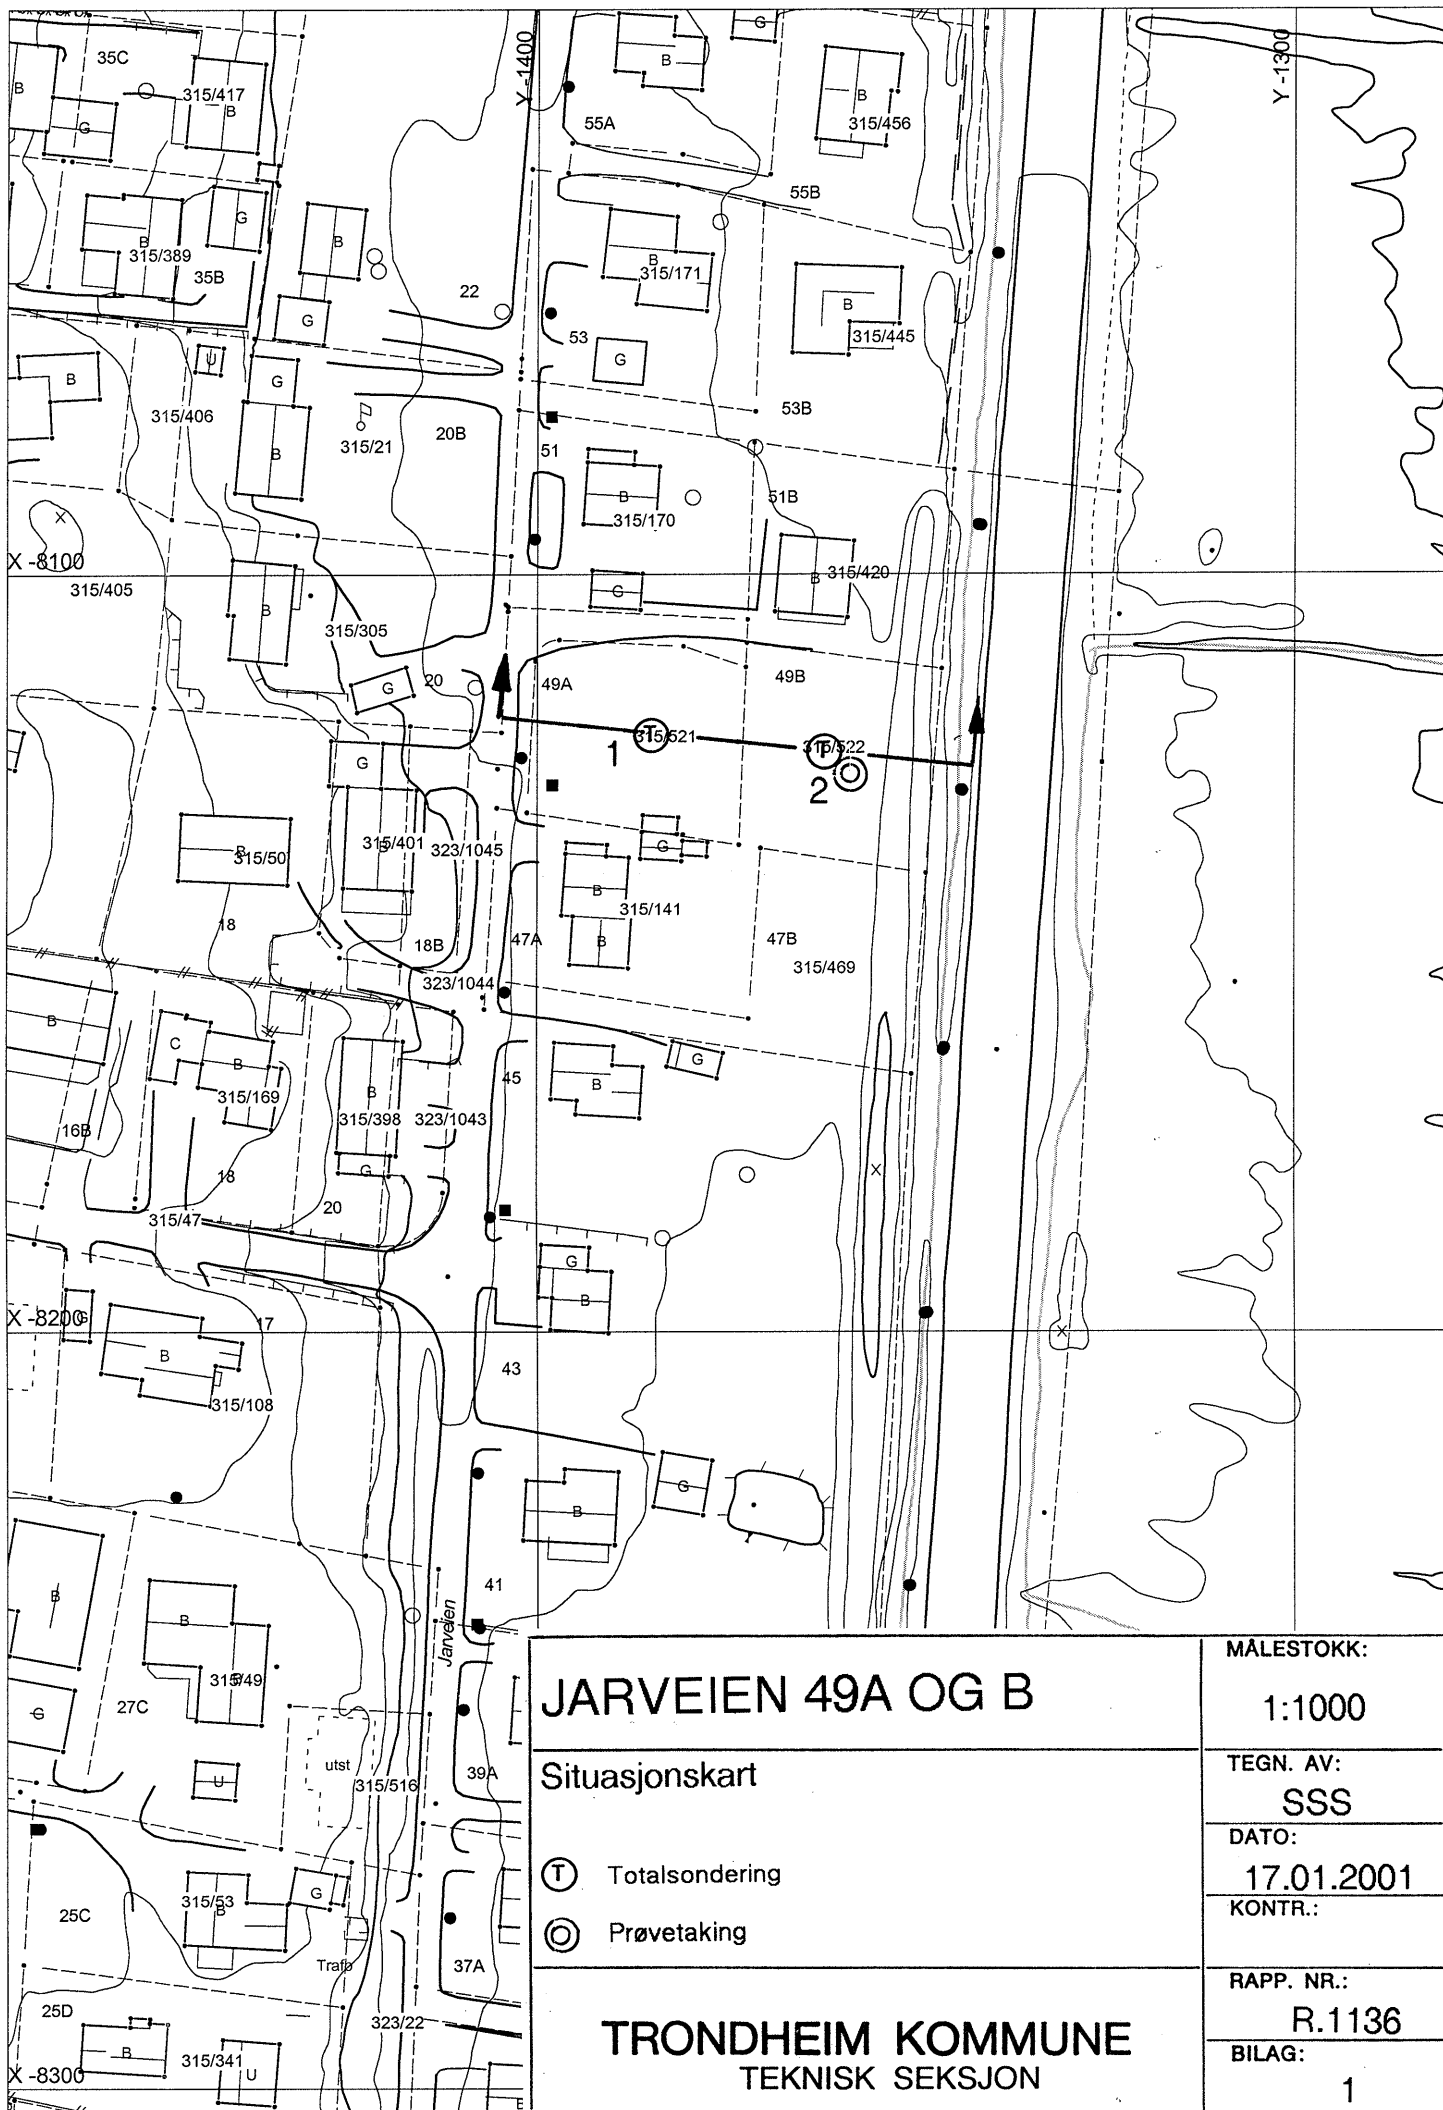 35C
Y -1400
Y -1300
B
G
315/417
B
G
B
G
B
315/456
55A
55B
B
315/389
35B
G
B
G
22
B
315/171
53
G
B
315/445
U
G
B
315/406
315/21
20B
B
53B
51
B
315/170
51B
X
X -8100
315/405
B
315/305
G
B
315/420
G
20
49A
49B
G
1
T
315/521
T
315/522
2
B
315/50
315/401
B
323/1045
G
B
315/141
B
18
18B
47A
47B
315/469
323/1044
B
C
B
315/169
B
315/398
G
323/1043
45
B
G
16B
18
20
X
315/47
G
B
X -8200
G
17
X
B
315/108
43
G
B
B
41
B
315/49
Jarveien
27C
G
U
utst
315/516
39A
25C
315/53
B
G
Trafo
37A
25D
323/22
B
315/341
U
X -8300
JARVEIEN 49A OG B
Situasjonskart
T Totalsondering
Prøvetaking
TRONDHEIM KOMMUNE
TEKNISK SEKSJON
MÅLESTOKK:
1:1000
TEGN. AV:
SSS
DATO:
17.01.2001
KONTR.:
RAPP. NR.:
R.1136
BILAG:
1